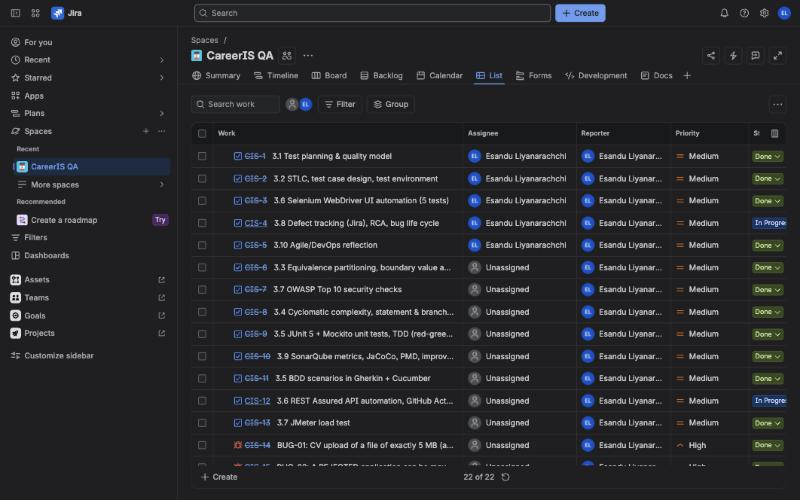 Jira
Search
+ Create
EL
For you
Recent
Starred
Apps
Plans
Spaces
Recent
CareerIS QA
More spaces
Recommended
Create a roadmap Try
Filters
Dashboards
Assets
Teams
Goals
Projects
Customize sidebar
Spaces /
CareerIS QA
Summary Timeline Board Backlog Calendar List Forms Development Docs
Search work EL Filter Group
Work Assignee Reporter Priority
CIS-1 3.1 Test planning & quality model EL Esandu Liyanarachchi EL Esandu Liyanar... Medium Done
CIS-2 3.2 STLC, test case design, test environment EL Esandu Liyanarachchi EL Esandu Liyanar... Medium Done
CIS-3 3.6 Selenium WebDriver UI automation (5 tests) EL Esandu Liyanarachchi EL Esandu Liyanar... Medium Done
CIS-4 3.8 Defect tracking (Jira), RCA, bug life cycle EL Esandu Liyanarachchi EL Esandu Liyanar... Medium In Progre
CIS-5 3.10 Agile/DevOps reflection EL Esandu Liyanarachchi EL Esandu Liyanar... Medium Done
CIS-6 3.3 Equivalence partitioning, boundary value a... Unassigned EL Esandu Liyanar... Medium Done
CIS-7 3.7 OWASP Top 10 security checks Unassigned EL Esandu Liyanar... Medium Done
CIS-8 3.4 Cyclomatic complexity, statement & branch... Unassigned EL Esandu Liyanar... Medium Done
CIS-9 3.5 JUnit 5 + Mockito unit tests, TDD (red-gree... Unassigned EL Esandu Liyanar... Medium Done
CIS-10 3.9 SonarQube metrics, JaCoCo, PMD, improv... Unassigned EL Esandu Liyanar... Medium Done
CIS-11 3.5 BDD scenarios in Gherkin + Cucumber Unassigned EL Esandu Liyanar... Medium Done
CIS-12 3.6 REST Assured API automation, GitHub Act... Unassigned EL Esandu Liyanar... Medium In Progre
CIS-13 3.7 JMeter load test Unassigned EL Esandu Liyanar... Medium Done
CIS-14 BUG-01: CV upload of a file of exactly 5 MB (a... Unassigned EL Esandu Liyanar... High Done
+ Create 22 of 22